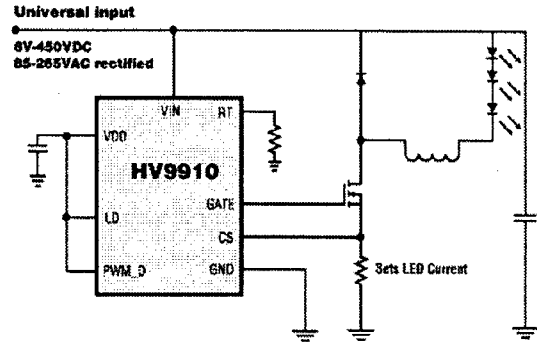 Universal input
8V-450VDC
85-265VAC rectified
VIN
RT
VDD
HV9910
GATE
LD
CS
PWM_D
GND
Sets LED Current